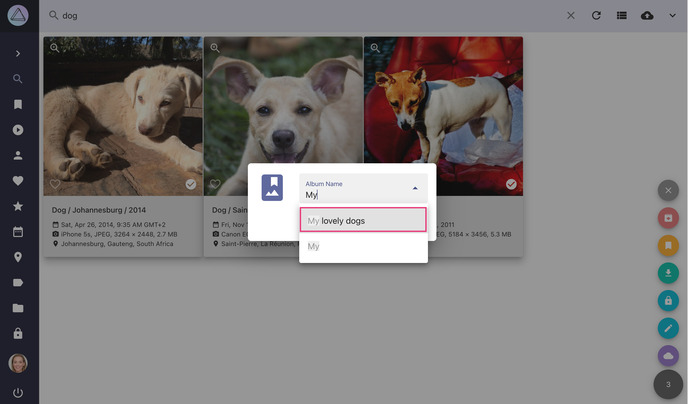 dog
Album Name
My
My lovely dogs
My
Dog / Johannesburg / 2014
Sat, Apr 26, 2014, 9:35 AM GMT+2
iPhone 5s, JPEG, 3264 × 2448, 2.7 MB
Johannesburg, Gauteng, South Africa
Dog / Sain
Fri, Nov 1
Canon E
Saint-Pierre, La Réunion,
2011
EG, 5184 × 3456, 5.3 MB
3